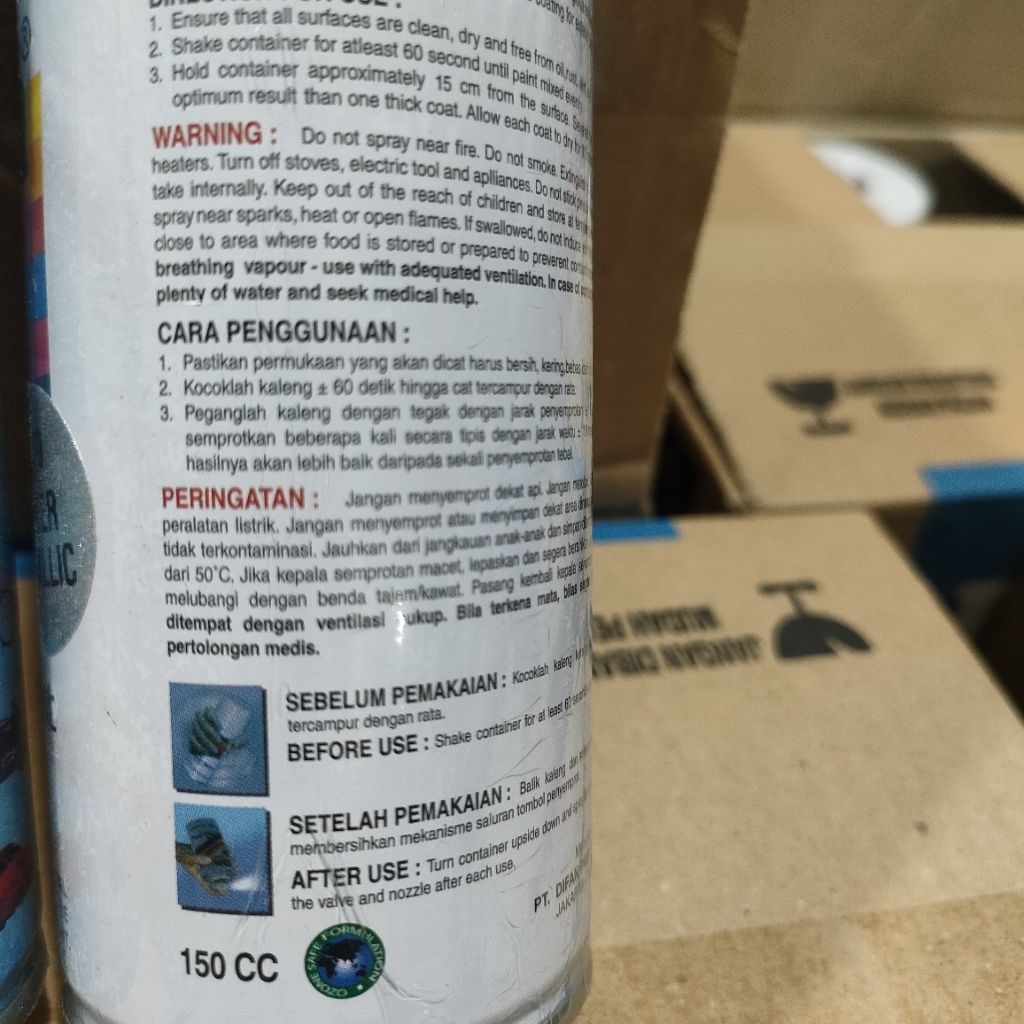 1. Ensure that all surfaces are clean, dry and free from oil,rust,
2. Shake container for atleast 60 second until paint mixed evenly
3. Hold container approximately 15 cm from the surface.
optimum result than one thick coat. Allow each coat to dry for
WARNING : Do not spray near fire. Do not smoke.
heaters. Turn off stoves, electric tool and aplliances. Do not
take internally. Keep out of the reach of children and store at
spray near sparks, heat or open flames. If swallowed, do not
close to area where food is stored or prepared to preverent
breathing vapour - use with adequated ventilation. In case of
plenty of water and seek medical help.
CARA PENGGUNAAN :
1. Pastikan permukaan yang akan dicat harus bersih, kering,bebas
2. Kocoklah kaleng ± 60 detik hingga cat tercampur dengan rata
3. Peganglah kaleng dengan tegak dengan jarak penyemprotan
semprotkan beberapa kali secara tipis dengan jarak waktu ±
hasilnya akan lebih baik daripada sekali penyemprotan tebal.
PERINGATAN : Jangan menyemprot dekat api. Jangan
peralatan listrik. Jangan menyemprot atau menyimpan dekat area
tidak terkontaminasi. Jauhkan dari jangkauan anak-anak dan
dari 50°C. Jika kepala semprotan macet, lepaskan dan segera
melubangi dengan benda tajam/kawat. Pasang kembali kepala
ditempat dengan ventilasi cukup. Bila terkena mata, bilas
pertolongan medis.
SEBELUM PEMAKAIAN : Kocoklah kaleng
tercampur dengan rata.
BEFORE USE : Shake container for at least 60
SETELAH PEMAKAIAN : Balik kaleng dan
membersihkan mekanisme saluran tombol penyemprot.
AFTER USE : Turn container upside down and
the valve and nozzle after each use.
PT.
150 CC
OZONE SAFE FORMULATION
JANGAN
MUDAH